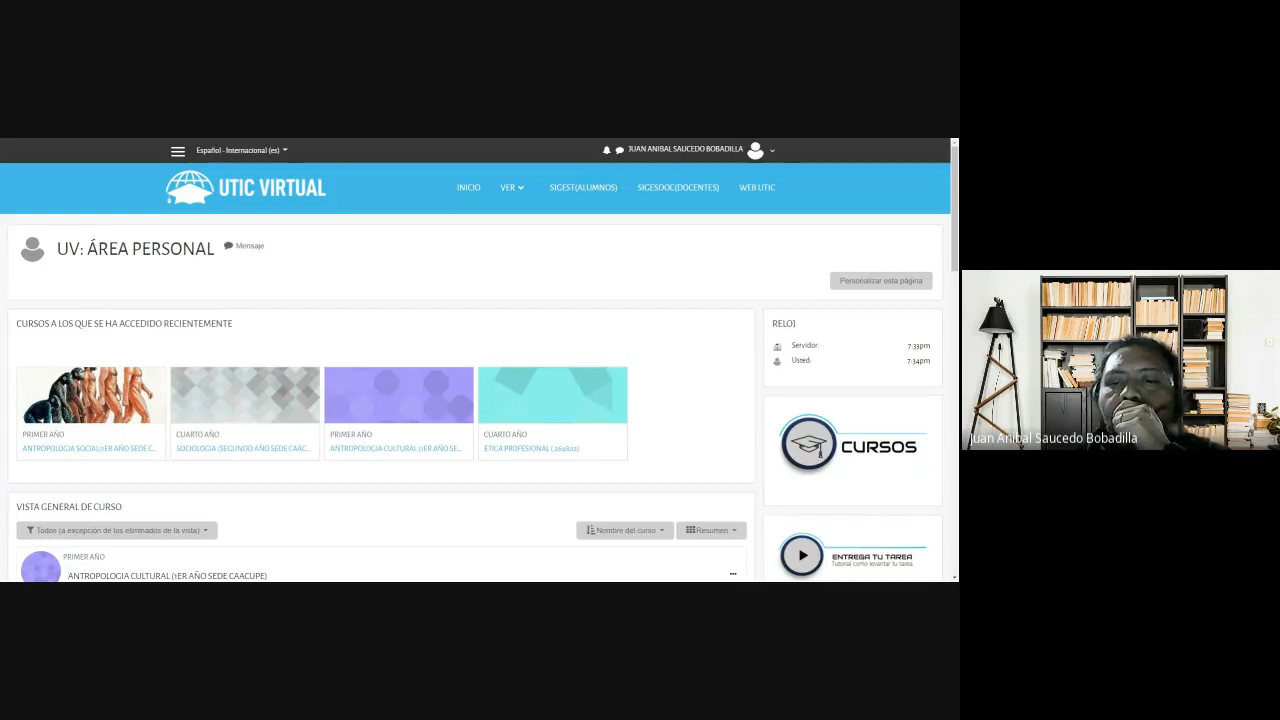 Español - Internacional (es)
JUAN ANIBAL SAUCEDO BOBADILLA
UTIC VIRTUAL
INICIO
VER
SIGEST(ALUMNOS)
SIGESDOC(DOCENTES)
WEB UTIC
UV: ÁREA PERSONAL
Mensaje
Personalizar esta página
CURSOS A LOS QUE SE HA ACCEDIDO RECIENTEMENTE
PRIMER AÑO
ANTROPOLOGIA SOCIAL(1ER AÑO SEDE C...
CUARTO AÑO
SOCIOLOGIA (SEGUNDO AÑO SEDE CAAC...
PRIMER AÑO
ANTROPOLOGIA CULTURAL (1ER AÑO SE...
CUARTO AÑO
ETICA PROFESIONAL ( 264802)
RELOJ
Servidor: 7:33pm
Usted: 7:34pm
CURSOS
VISTA GENERAL DE CURSO
Todos (a excepción de los eliminados de la vista)
Nombre del curso
Resumen
PRIMER AÑO
ANTROPOLOGIA CULTURAL (1ER AÑO SEDE CAACUPE)
ENTREGA TU TAREA
Tutorial como levantar tu tarea
Juan Anibal Saucedo Bobadilla